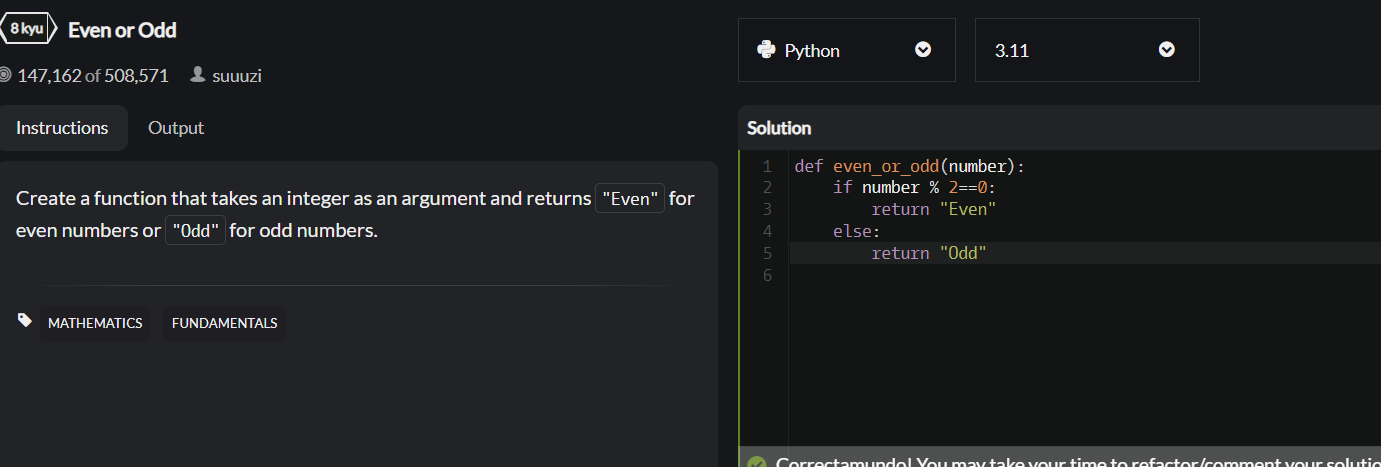 8 kyu Even or Odd
147,162 of 508,571 suuuzi
Instructions Output
Create a function that takes an integer as an argument and returns "Even" for
even numbers or "Odd" for odd numbers.
MATHEMATICS FUNDAMENTALS
Python 3.11
Solution
1 def even_or_odd(number):
2     if number % 2==0:
3         return "Even"
4     else:
5         return "Odd"
6
Correctamundo! You may take your time to refactor/comment your solutio